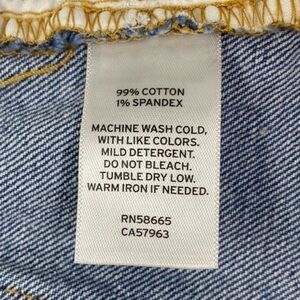 99% COTTON
1% SPANDEX
MACHINE WASH COLD,
WITH LIKE COLORS.
MILD DETERGENT.
DO NOT BLEACH.
TUMBLE DRY LOW.
WARM IRON IF NEEDED.
RN58665
CA57963